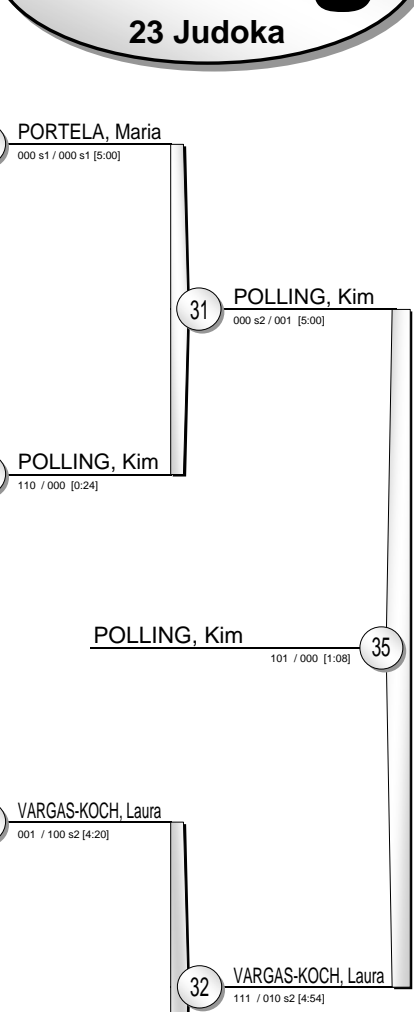 23 Judoka
PORTELA, Maria
000 s1 / 000 s1 [5:00]
31
POLLING, Kim
000 s2 / 001 [5:00]
POLLING, Kim
110 / 000 [0:24]
POLLING, Kim
35
101 / 000 [1:08]
VARGAS-KOCH, Laura
001 / 100 s2 [4:20]
32
VARGAS-KOCH, Laura
111 / 010 s2 [4:54]